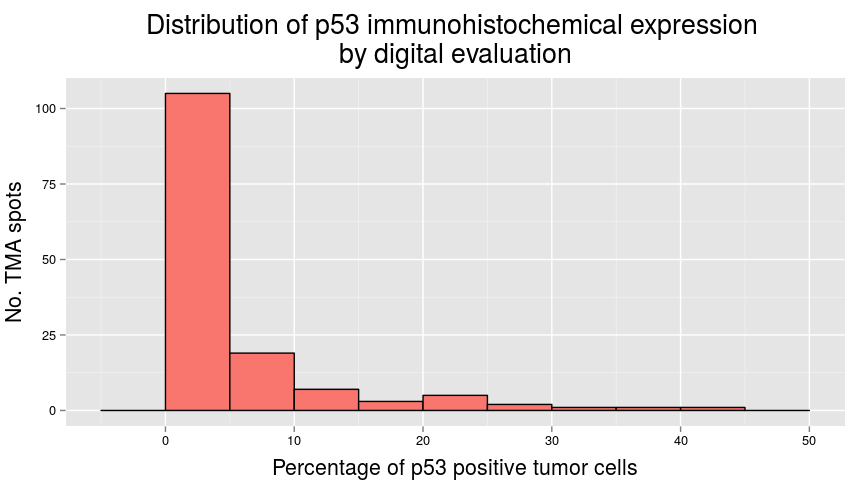 Distribution of p53 immunohistochemical expression
by digital evaluation
No. TMA spots
100
75
50
25
0
0 10 20 30 40 50
Percentage of p53 positive tumor cells